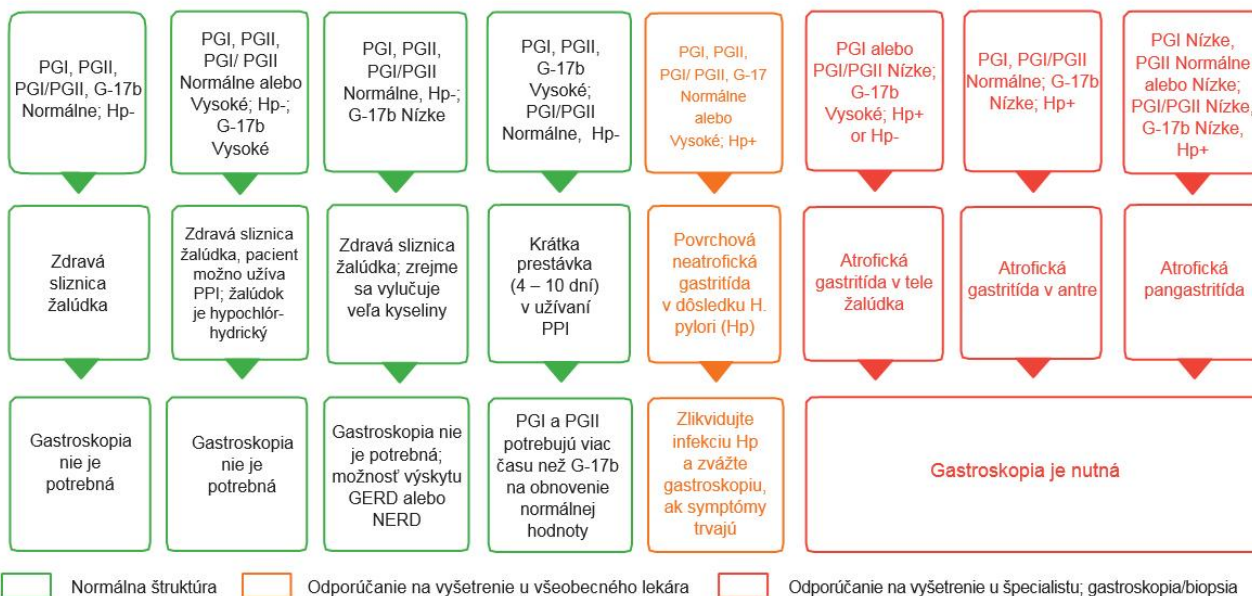 PGI, PGII,
PGI/PGII, G-17b
Normálne; Hp-
PGI, PGII,
PGI/ PGII
Normálne alebo
Vysoké; Hp-;
G-17b
Vysoké
PGI, PGII,
PGI/PGII
Normálne, Hp-;
G-17b Nízke
PGI, PGII,
G-17b
Vysoké;
PGI/PGII
Normálne, Hp-
PGI, PGII,
PGI/ PGII, G-17
Normálne
alebo
Vysoké; Hp+
PGI alebo
PGI/PGII Nízke;
G-17b
Vysoké; Hp+
or Hp-
PGI, PGI/PGII
Normálne; G-17b
Nízke; Hp+
PGI Nízke,
PGII Normálne
alebo Nízke;
PGI/PGII Nízke,
G-17b Nízke,
Hp+
Zdravá
sliznica
žalúdka
Zdravá sliznica
žalúdka, pacient
možno užíva
PPI; žalúdok
je hypochlór-
hydrický
Zdravá sliznica
žalúdka; zrejme
sa vylučuje
veľa kyseliny
Krátka
prestávka
(4 – 10 dní)
v užívaní
PPI
Povrchová
neatrofická
gastritída
v dôsledku H.
pylori (Hp)
Atrofická
gastritída v tele
žalúdka
Atrofická
gastritída v antre
Atrofická
pangastritída
Gastroskopia
nie je
potrebná
Gastroskopia
nie je
potrebná
Gastroskopia nie
je potrebná;
možnosť výskytu
GERD alebo
NERD
PGI a PGII
potrebujú viac
času než G-17b
na obnovenie
normálnej
hodnoty
Zlikvidujte
infekciu Hp
a zvážte
gastroskopiu,
ak symptómy
trvajú
Gastroskopia je nutná
Normálna štruktúra
Odporúčanie na vyšetrenie u všeobecného lekára
Odporúčanie na vyšetrenie u špecialistu; gastroskopia/biopsia